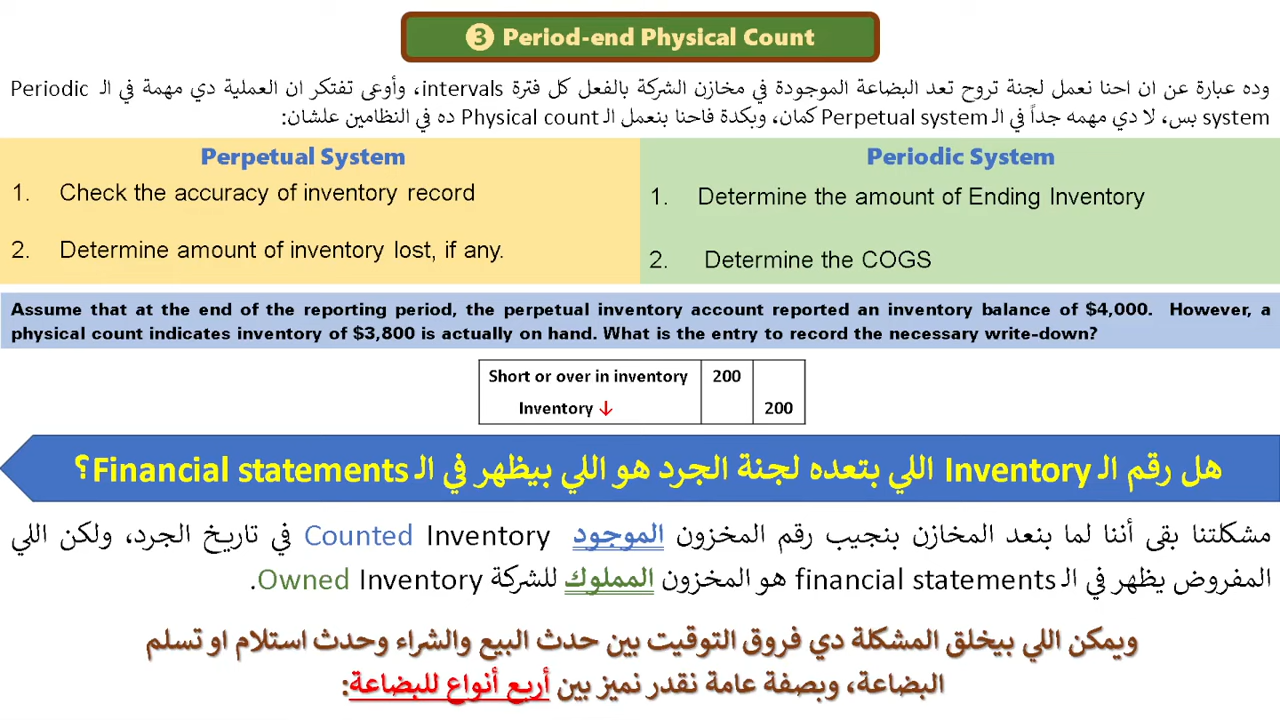 ❸ Period-end Physical Count
وده عبارة عن ان احنا نعمل لجنة تروح تعد البضاعة الموجودة في مخازن الشركة بالفعل كل فترة intervals، وأوعى تفتكر ان العملية دي مهمة في الـ Periodic
system بس، لا دي مهمه جداً في الـ Perpetual system كمان، وبكدة فاحنا بنعمل الـ Physical count ده في النظامين علشان:
Perpetual System
1. Check the accuracy of inventory record
2. Determine amount of inventory lost, if any.
Periodic System
1. Determine the amount of Ending Inventory
2. Determine the COGS
Assume that at the end of the reporting period, the perpetual inventory account reported an inventory balance of $4,000. However, a
physical count indicates inventory of $3,800 is actually on hand. What is the entry to record the necessary write-down?
Short or over in inventory 200
Inventory ↓ 200
هل رقم الـ Inventory اللي بتعده لجنة الجرد هو اللي بيظهر في الـ Financial statements؟
مشكلتنا بقى أننا لما بنعد المخازن بنجيب رقم المخزون الموجود Counted Inventory في تاريخ الجرد، ولكن اللي
المفروض يظهر في الـ financial statements هو المخزون المملوك للشركة Owned Inventory.
ويمكن اللي بيخلق المشكلة دي فروق التوقيت بين حدث البيع والشراء وحدث استلام او تسلم
البضاعة، وبصفة عامة نقدر نميز بين أربع أنواع للبضاعة: